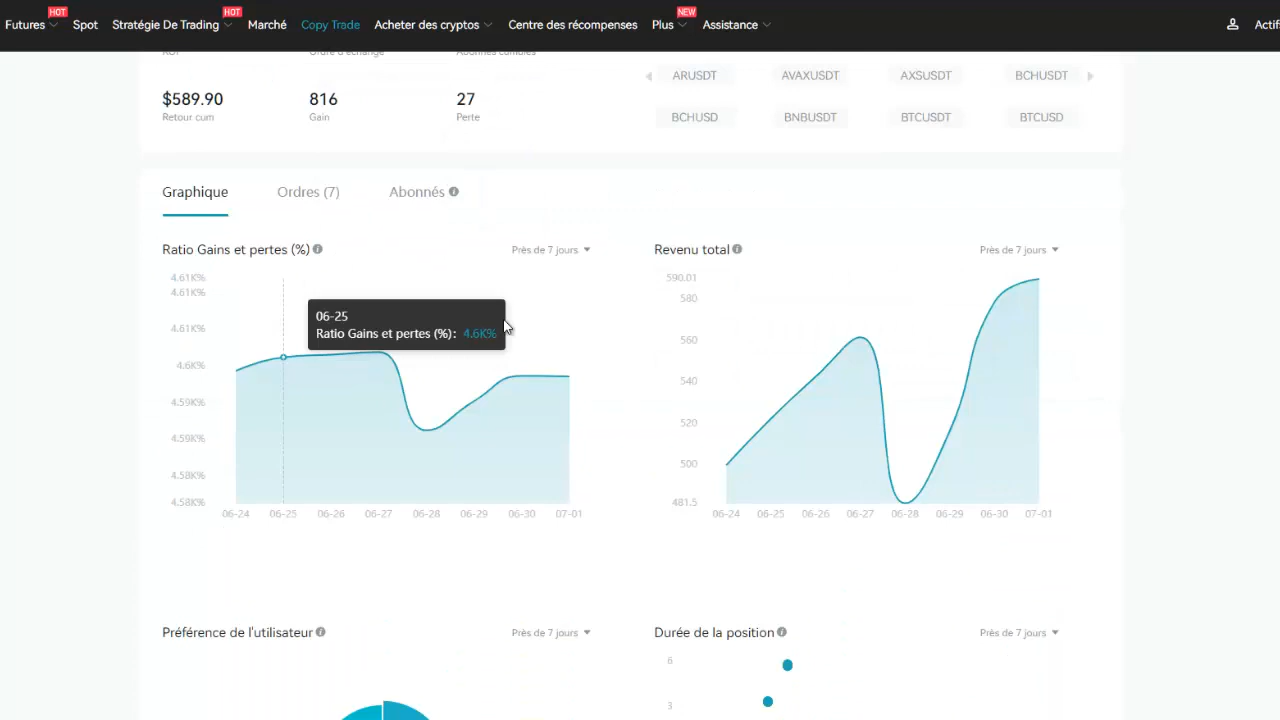 HOT HOT NEW
Futures Spot Stratégie De Trading Marché Copy Trade Acheter des cryptos Centre des récompenses Plus Assistance Actifs
ROI Ordre d'échange Abonnés comblés
ARUSDT AVAXUSDT AXSUSDT BCHUSDT
$589.90 816 27
Retour cum Gain Perte
BCHUSD BNBUSDT BTCUSDT BTCUSD
Graphique Ordres (7) Abonnés
Ratio Gains et pertes (%) Près de 7 jours
4.61K%
4.61K%
4.61K%
4.6K%
4.59K%
4.59K%
4.58K%
4.58K%
06-25
Ratio Gains et pertes (%): 4.6K%
06-24 06-25 06-26 06-27 06-28 06-29 06-30 07-01
Revenu total Près de 7 jours
590.01
580
560
540
520
500
481.5
06-24 06-25 06-26 06-27 06-28 06-29 06-30 07-01
Préférence de l'utilisateur Près de 7 jours
Durée de la position Près de 7 jours
6
3